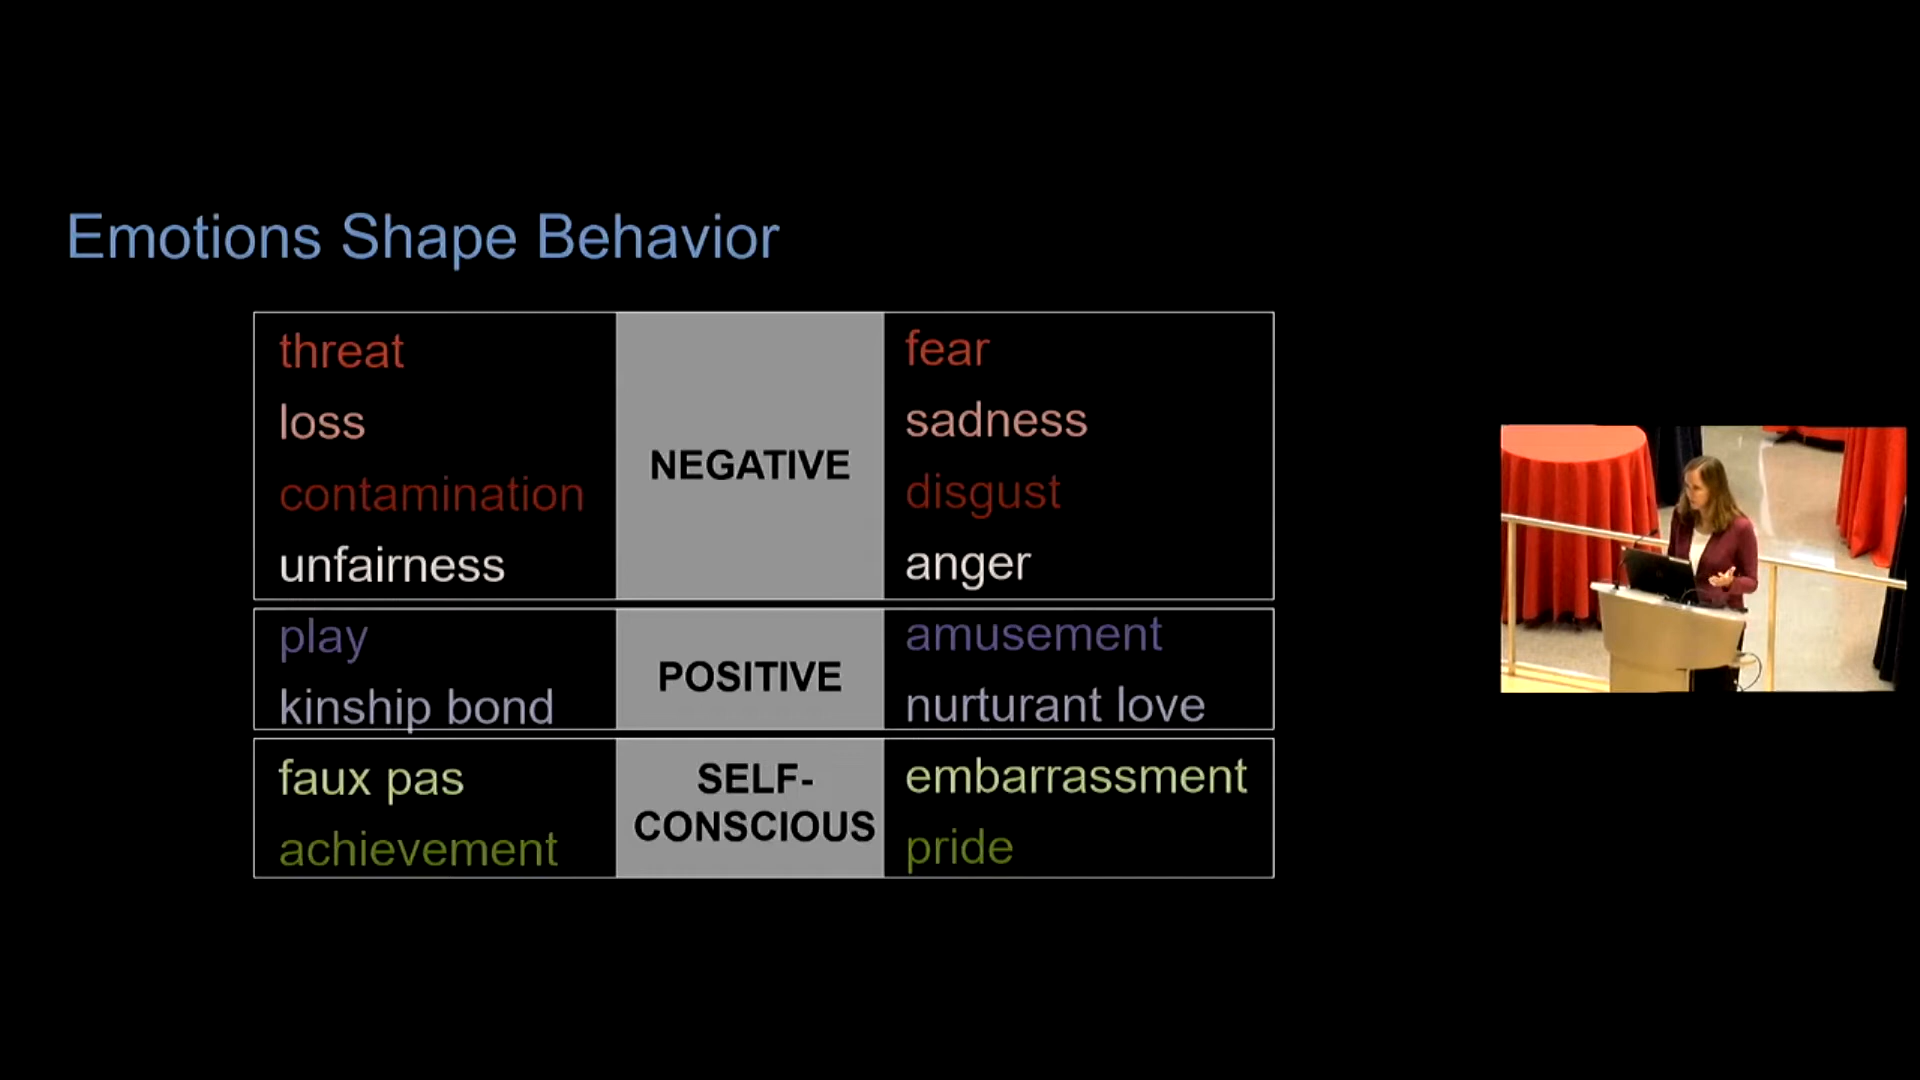 Emotions Shape Behavior
threat NEGATIVE fear
loss sadness
contamination disgust
unfairness anger
play POSITIVE amusement
kinship bond nurturant love
faux pas SELF-CONSCIOUS embarrassment
achievement pride